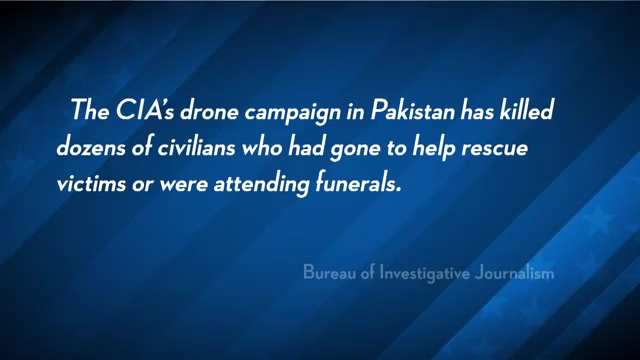 The CIA's drone campaign in Pakistan has killed
dozens of civilians who had gone to help rescue
victims or were attending funerals.
Bureau of Investigative Journalism